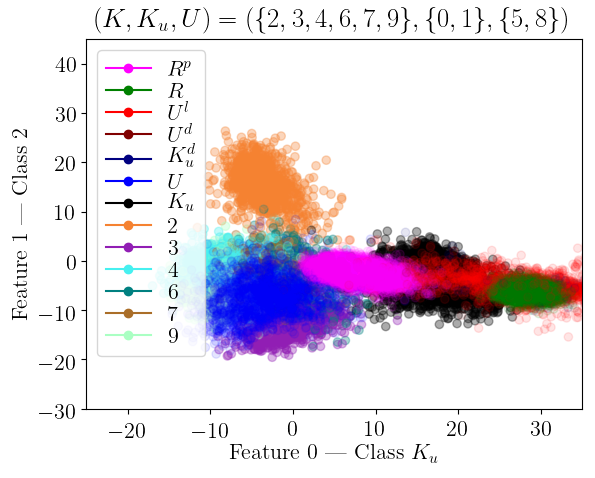 (K, K_u, U) = ({2, 3, 4, 6, 7, 9}, {0, 1}, {5, 8})
Feature 1 — Class 2
40
30
20
10
0
−10
−20
−30
R^p
R
U^l
U^d
K_u^d
U
K_u
2
3
4
6
7
9
−20 −10 0 10 20 30
Feature 0 — Class K_u